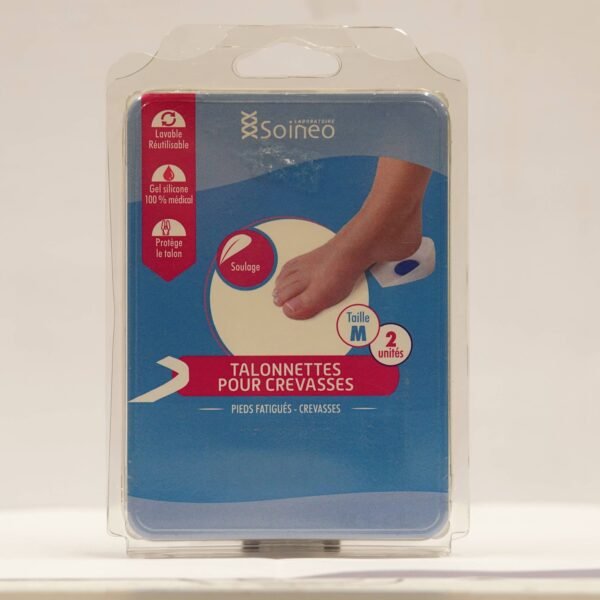 LABORATOIRE
Soineo
Lavable
Réutilisable
Gel silicone
100 % médical
Protège
le talon
Soulage
Taille
M
2
unités
TALONNETTES
POUR CREVASSES
PIEDS FATIGUÉS - CREVASSES